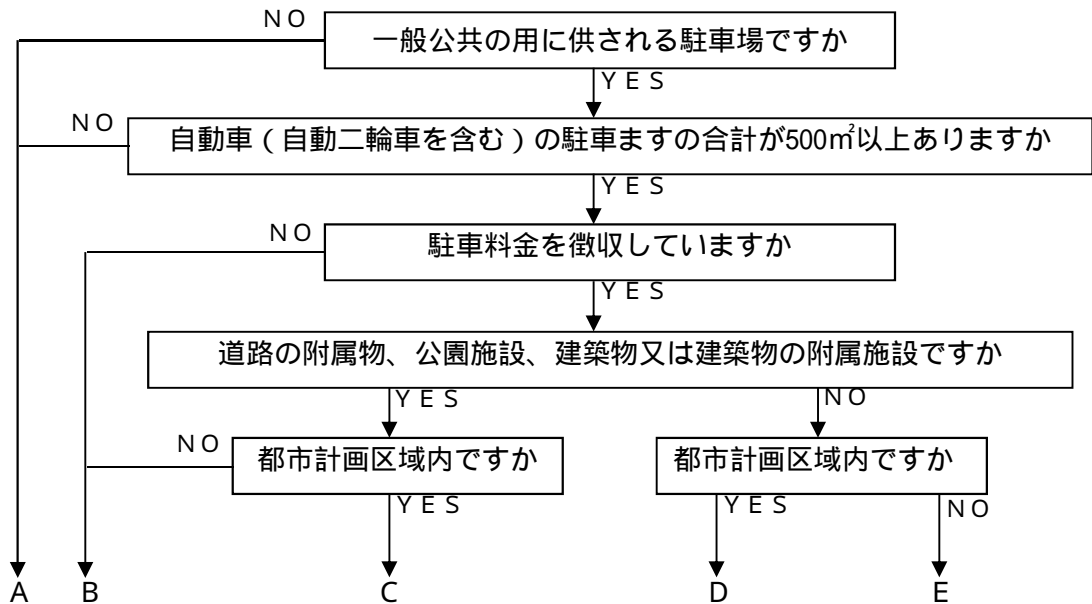 ＮＯ
一般公共の用に供される駐車場ですか
ＹＥＳ
ＮＯ
自動車（自動二輪車を含む）の駐車ますの合計が500㎡以上ありますか
ＹＥＳ
ＮＯ
駐車料金を徴収していますか
ＹＥＳ
道路の附属物、公園施設、建築物又は建築物の附属施設ですか
ＹＥＳ
ＮＯ
ＮＯ
都市計画区域内ですか
都市計画区域内ですか
ＹＥＳ
ＹＥＳ
ＮＯ
A
B
C
D
E